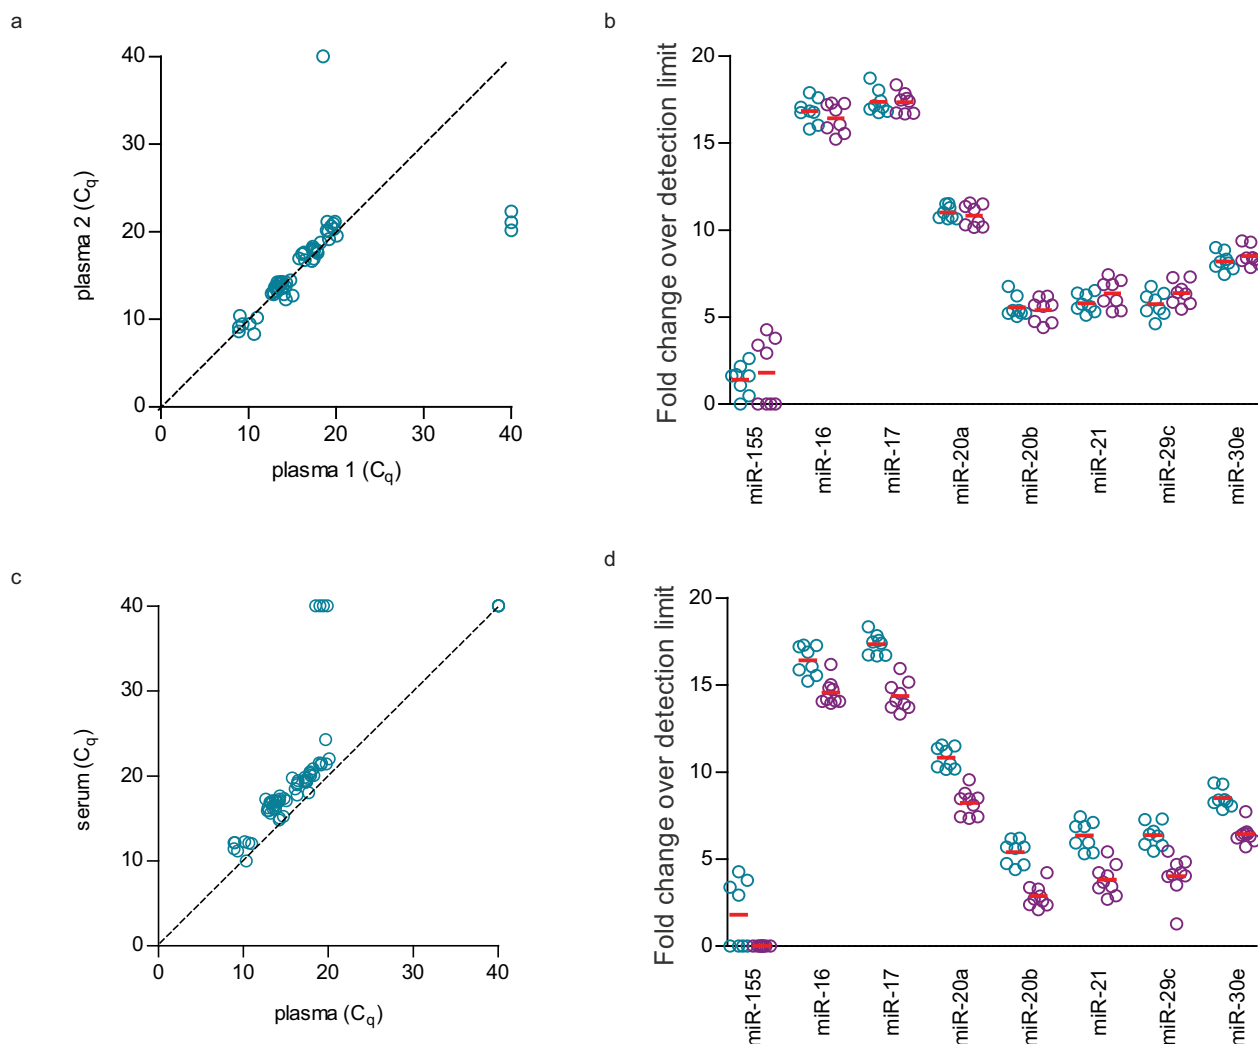 a
40
30
20
10
0
0 10 20 30 40
plasma 2 (Cq)
plasma 1 (Cq)
b
20
15
10
5
0
Fold change over detection limit
miR-155
miR-16
miR-17
miR-20a
miR-20b
miR-21
miR-29c
miR-30e
c
40
30
20
10
0
0 10 20 30 40
serum (Cq)
plasma (Cq)
d
20
15
10
5
0
Fold change over detection limit
miR-155
miR-16
miR-17
miR-20a
miR-20b
miR-21
miR-29c
miR-30e